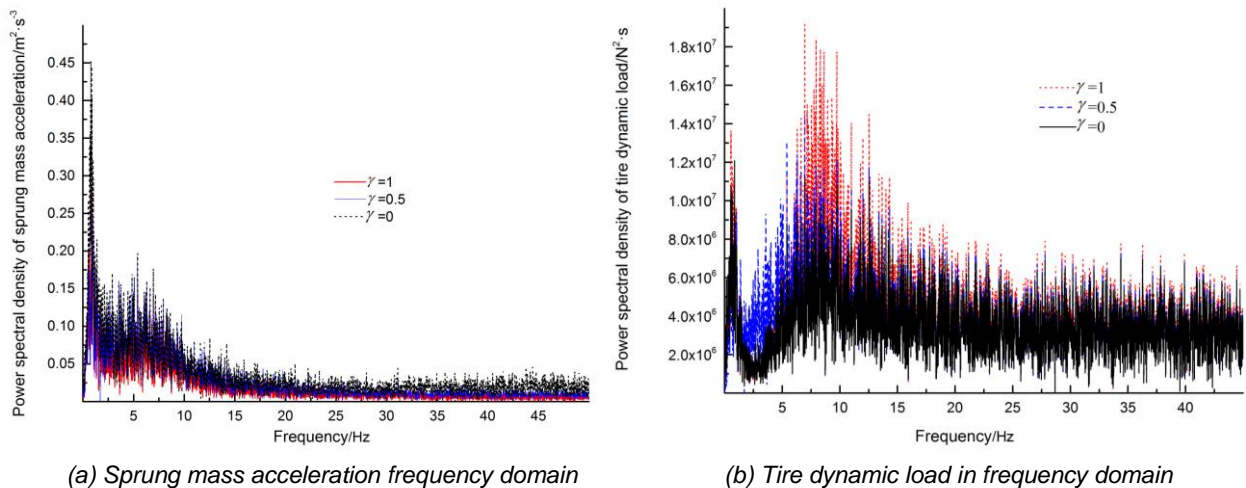 Power spectral density of sprung mass acceleration/m²·s⁻³
0.45
0.40
0.35
0.30
0.25
0.20
0.15
0.10
0.05
γ=1
γ=0.5
γ=0
5 10 15 20 25 30 35 40 45
Frequency/Hz
(a) Sprung mass acceleration frequency domain
Power spectral density of tire dynamic load/N²·s
1.8x10⁷
1.6x10⁷
1.4x10⁷
1.2x10⁷
1.0x10⁷
8.0x10⁶
6.0x10⁶
4.0x10⁶
2.0x10⁶
γ=1
γ=0.5
γ=0
5 10 15 20 25 30 35 40
Frequency/Hz
(b) Tire dynamic load in frequency domain